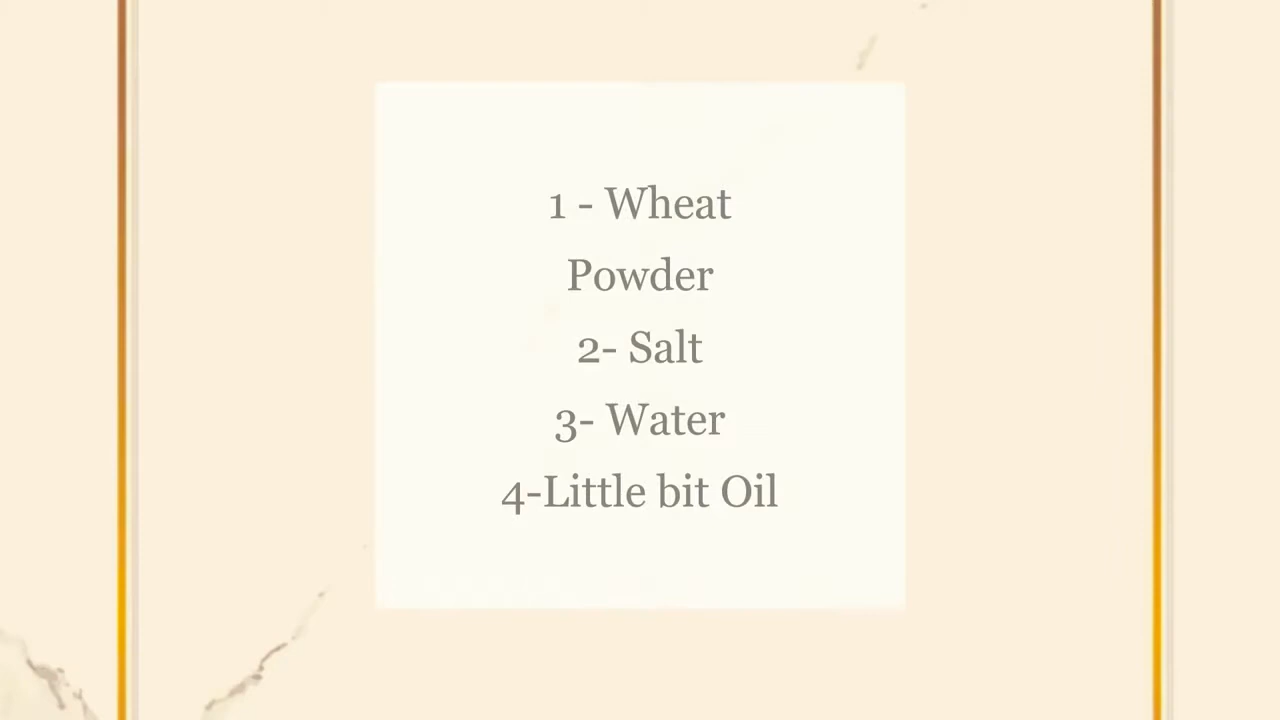 1 - Wheat
Powder
2- Salt
3- Water
4-Little bit Oil